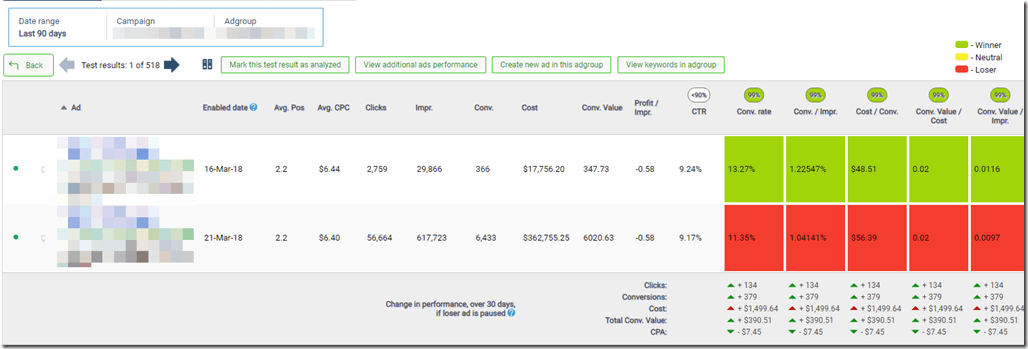 Date range
Last 90 days
Campaign
Adgroup
Back
Test results: 1 of 518
Mark this test result as analyzed
View additional ads performance
Create new ad in this adgroup
View keywords in adgroup
- Winner
- Neutral
- Loser
Ad Enabled date Avg. Pos Avg. CPC Clicks Impr. Conv. Cost Conv. Value Profit / Impr. <90% CTR 99% Conv. rate 99% Conv. / Impr. 99% Cost / Conv. 99% Conv. Value / Cost 99% Conv. Value / Impr.
16-Mar-18 2.2 $6.44 2,759 29,866 366 $17,756.20 347.73 -0.58 9.24% 13.27% 1.22547% $48.51 0.02 0.0116
21-Mar-18 2.2 $6.40 56,664 617,723 6,433 $362,755.25 6020.63 -0.58 9.17% 11.35% 1.04141% $56.39 0.02 0.0097
Change in performance, over 30 days,
if loser ad is paused
Clicks: + 134 + 134 + 134 + 134 + 134
Conversions: + 379 + 379 + 379 + 379 + 379
Cost: + $1,499.64 + $1,499.64 + $1,499.64 + $1,499.64 + $1,499.64
Total Conv. Value: + $390.51 + $390.51 + $390.51 + $390.51 + $390.51
CPA: - $7.45 - $7.45 - $7.45 - $7.45 - $7.45